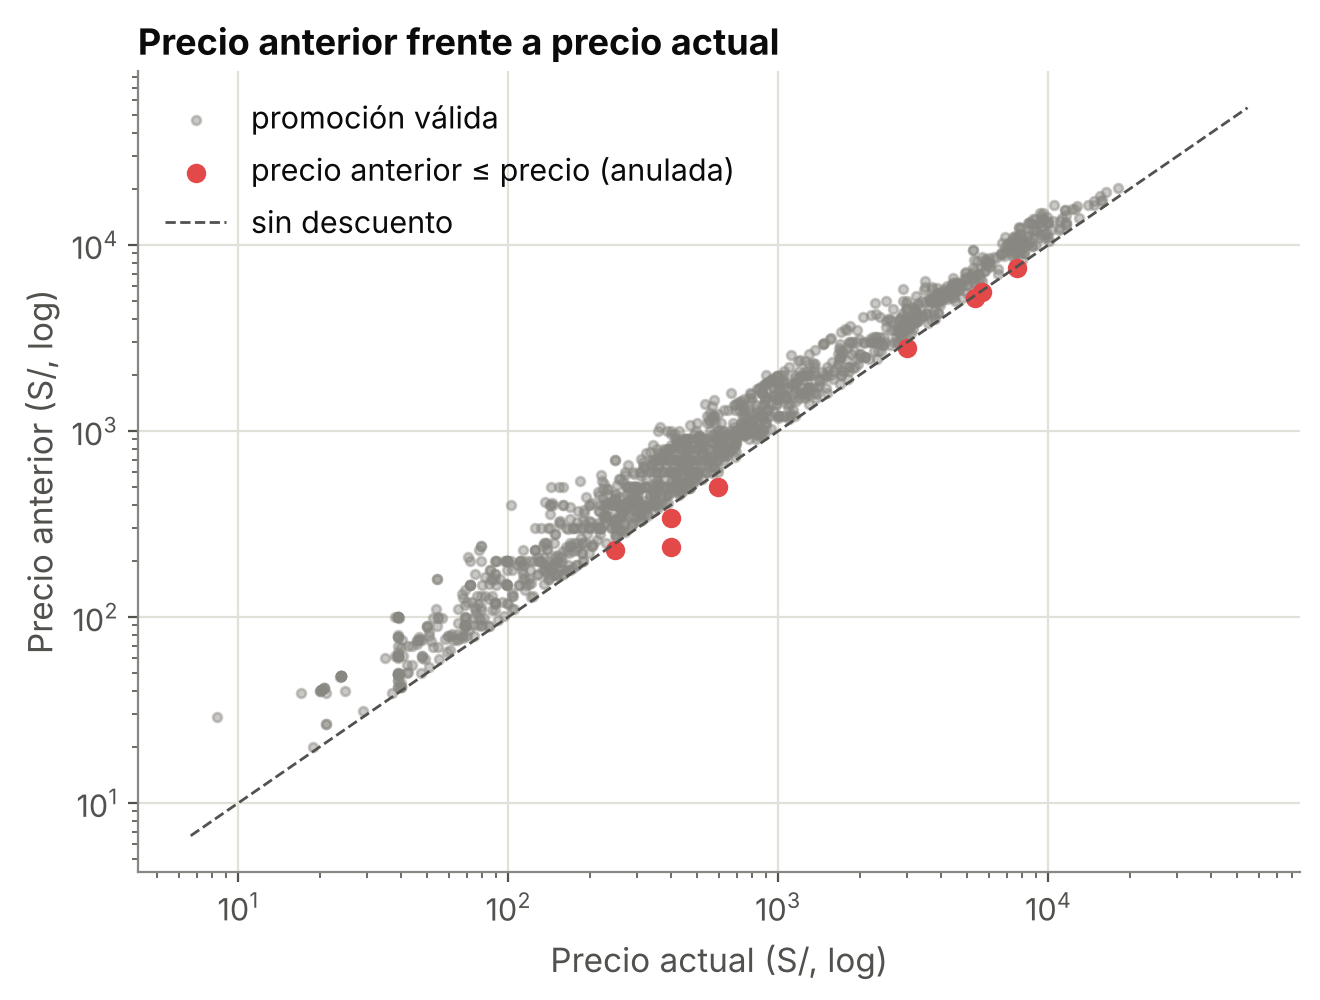 Precio anterior frente a precio actual
promoción válida
precio anterior ≤ precio (anulada)
sin descuento
Precio anterior (S/, log)
10⁴
10³
10²
10¹
10¹
10²
10³
10⁴
Precio actual (S/, log)